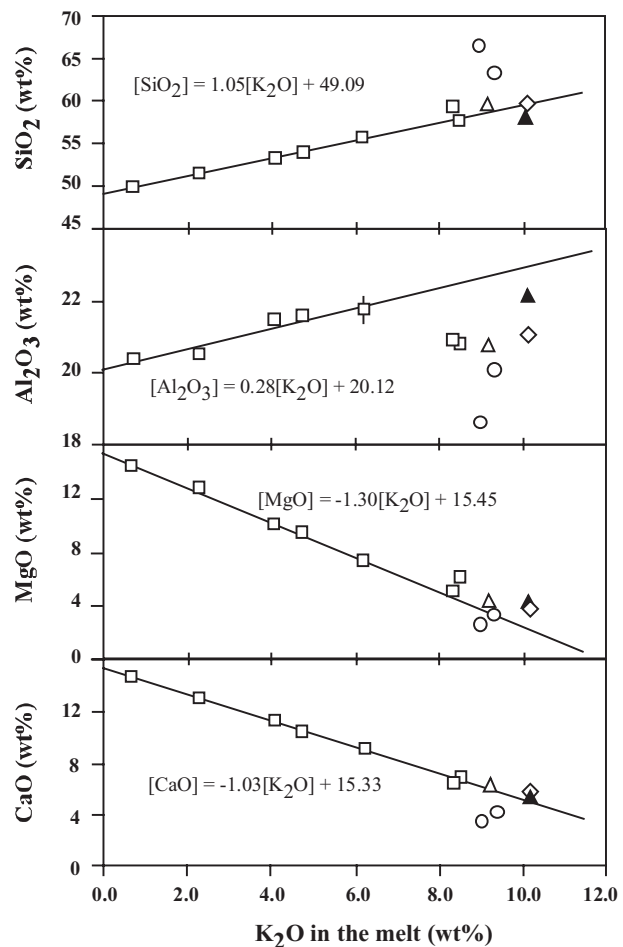 70
65
60
55
50
45
SiO2 (wt%)
[SiO2] = 1.05[K2O] + 49.09
22
20
18
Al2O3 (wt%)
[Al2O3] = 0.28[K2O] + 20.12
12
8
4
0
MgO (wt%)
[MgO] = -1.30[K2O] + 15.45
12
8
4
0
CaO (wt%)
[CaO] = -1.03[K2O] + 15.33
0.0 2.0 4.0 6.0 8.0 10.0 12.0
K2O in the melt (wt%)